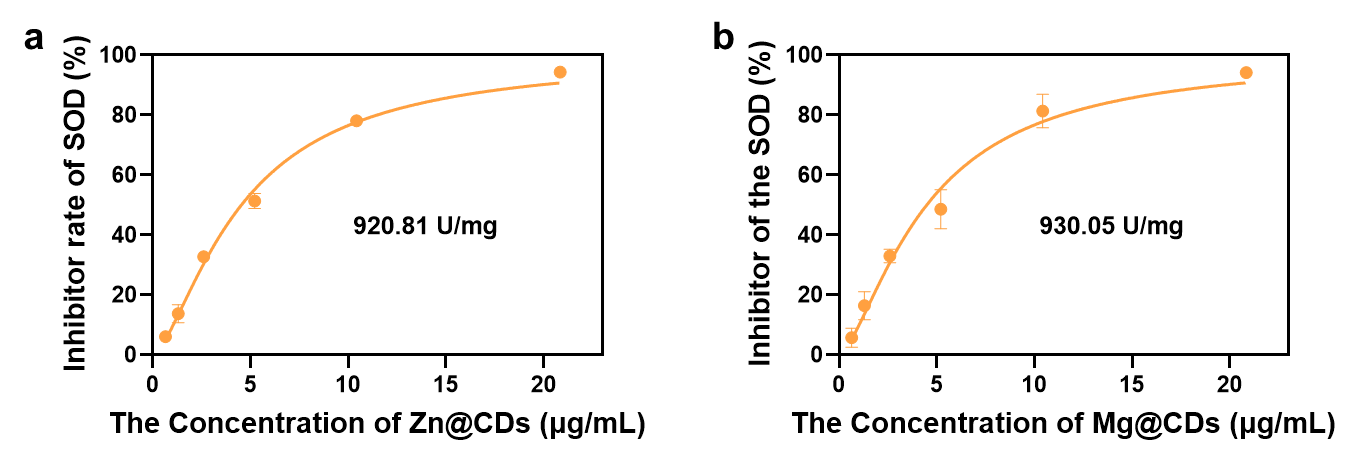 a
Inhibitor rate of SOD (%)
100
80
60
40
20
0
920.81 U/mg
0 5 10 15 20
The Concentration of Zn@CDs (μg/mL)
b
Inhibitor of the SOD (%)
100
80
60
40
20
0
930.05 U/mg
0 5 10 15 20
The Concentration of Mg@CDs (μg/mL)